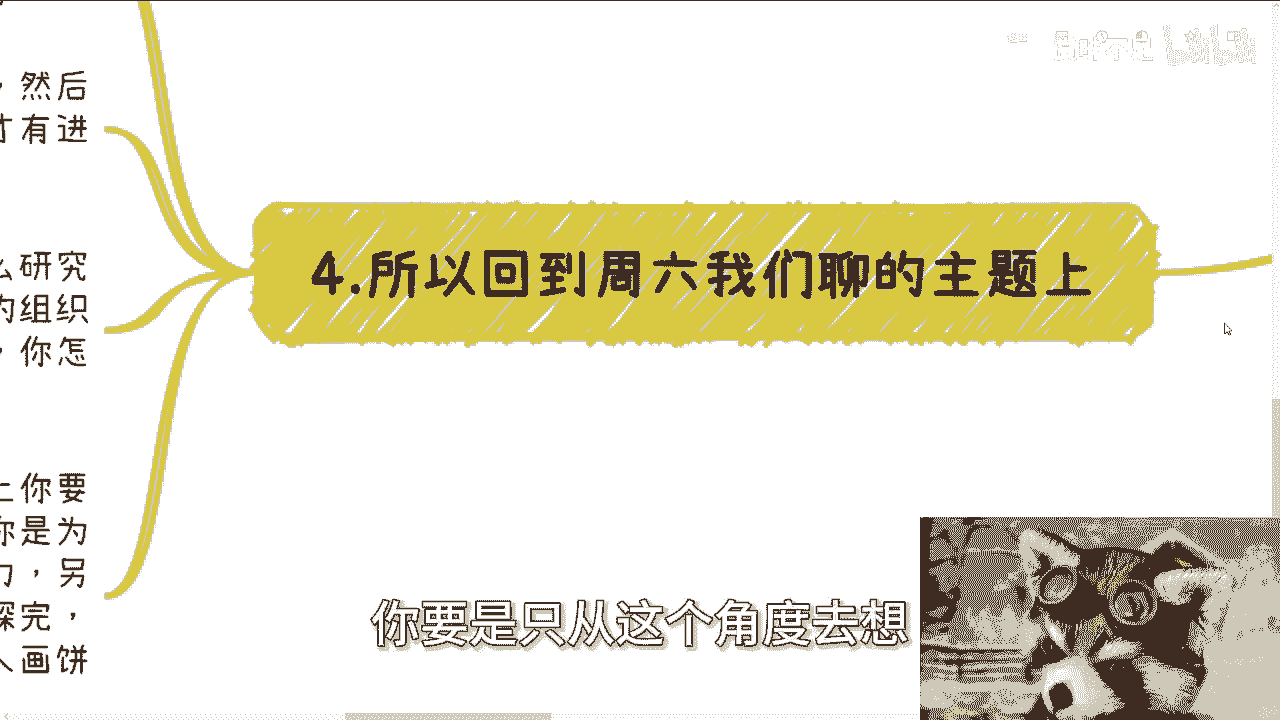 ，然后
才有进
么研究
的组织
，你怎
上你要
你是为
力，另
探完，
人画饼
4.所以回到周六我们聊的主题上
你要是只从这个角度去想